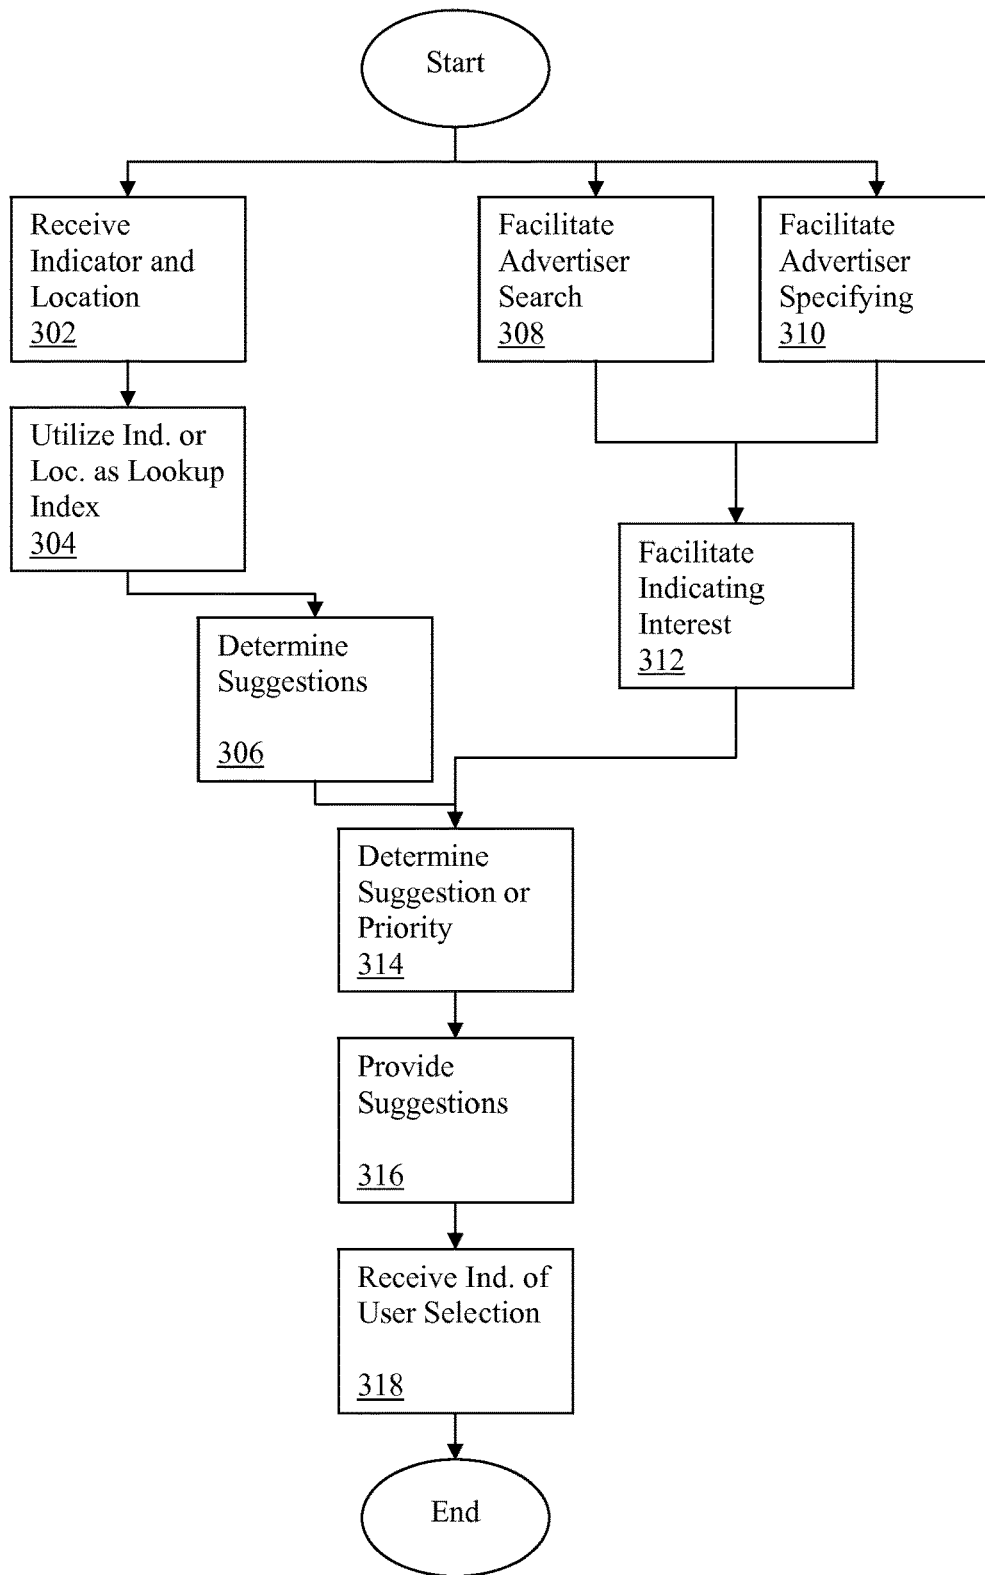 Start
Receive
Indicator and
Location
302
Facilitate
Advertiser
Search
308
Facilitate
Advertiser
Specifying
310
Utilize Ind. or
Loc. as Lookup
Index
304
Facilitate
Indicating
Interest
312
Determine
Suggestions
306
Determine
Suggestion or
Priority
314
Provide
Suggestions
316
Receive Ind. of
User Selection
318
End